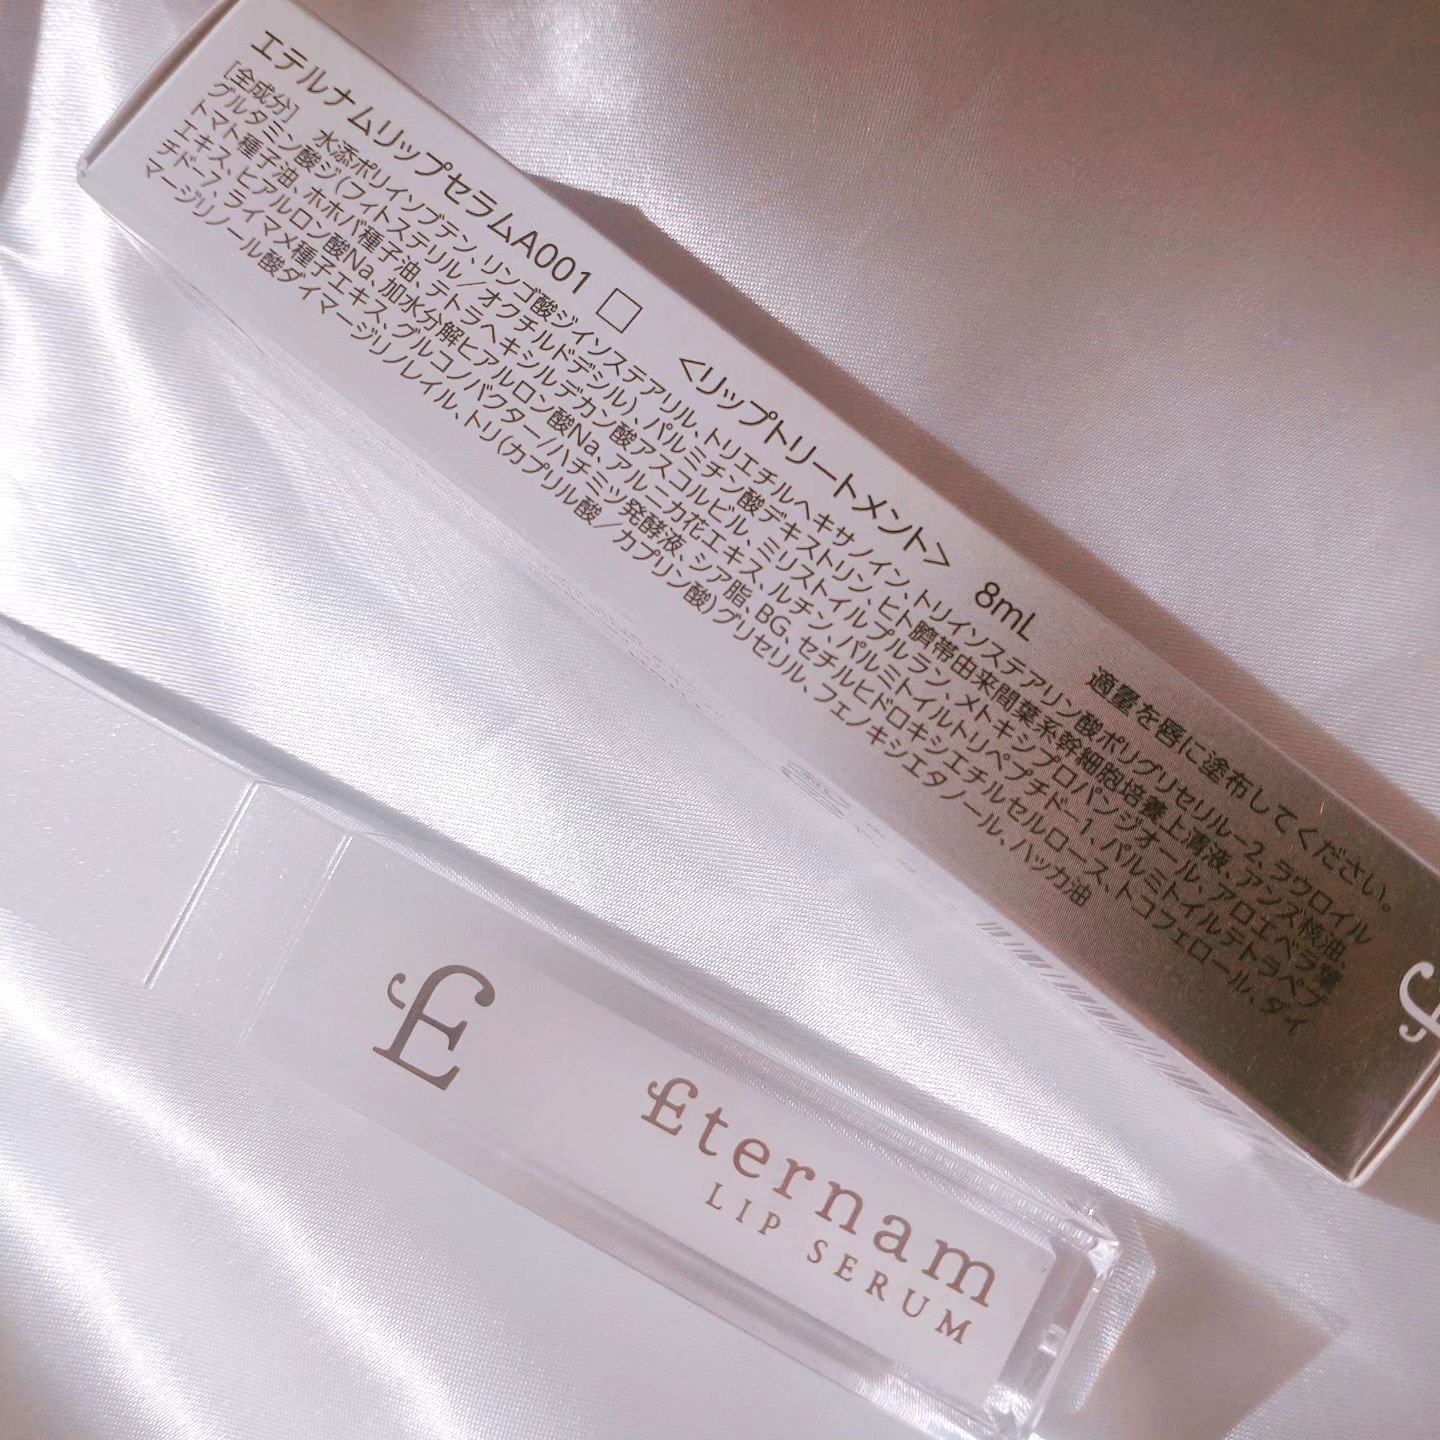 エテルナムリップセラムA001 □ <リップトリートメント> 8mL 適量を唇に塗布してください。
[全成分] 水添ポリイソブテン、リンゴ酸ジイソステアリル、トリエチルヘキサノイン、トリイソステアリン酸ポリグリセリル-2、ラウロイル
グルタミン酸ジ(フィトステリル/オクチルドデシル)、パルミチン酸デキストリン、ヒト臍帯由来間葉系幹細胞培養上清液、アンズ核油、
トマト種子油、ホホバ種子油、テトラヘキシルデカン酸アスコルビル、ミリストイルプルラン、メトキシプロパンジオール、アロエベラ葉
エキス、ヒアルロン酸Na、加水分解ヒアルロン酸Na、アルニカ花エキス、ルチン、パルミトイルトリペプチド-1、パルミトイルテトラペプ
チド-7、ライマメ種子エキス、グルコノバクター/ハチミツ発酵液、シア脂、BG、セチルヒドロキシエチルセルロース、トコフェロール、ダイ
マージリノール酸ダイマージリノレイル、トリ(カプリル酸/カプリン酸)グリセリル、フェノキシエタノール、ハッカ油
E
Eternam
LIP SERUM